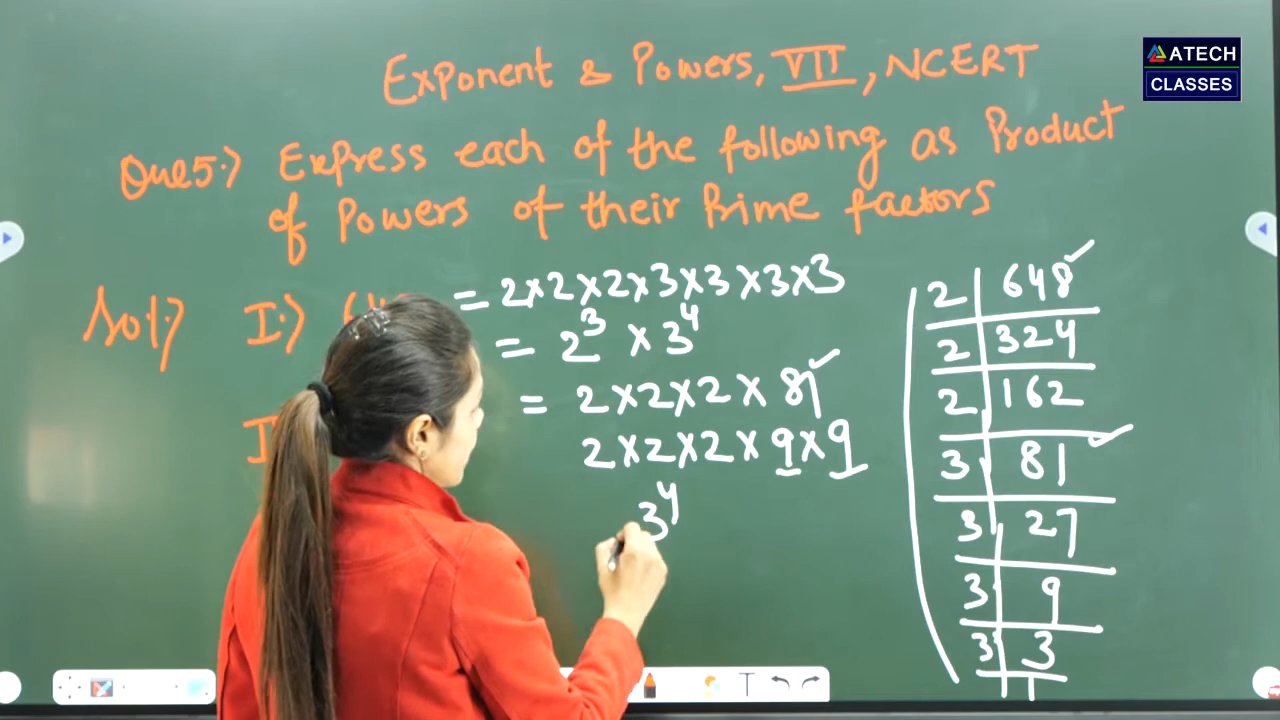 ATECH
CLASSES
Exponent & Powers, VII, NCERT
Que5:) Express each of the following as Product
of Powers of their Prime factors
Sol:) I:)
= 2×2×2×3×3×3×3
= 2³ × 3⁴
= 2×2×2 × 81
2×2×2 × 9×9
3⁴
2 | 648
2 | 324
2 | 162
3 | 81
3 | 27
3 | 9
3 | 3
1